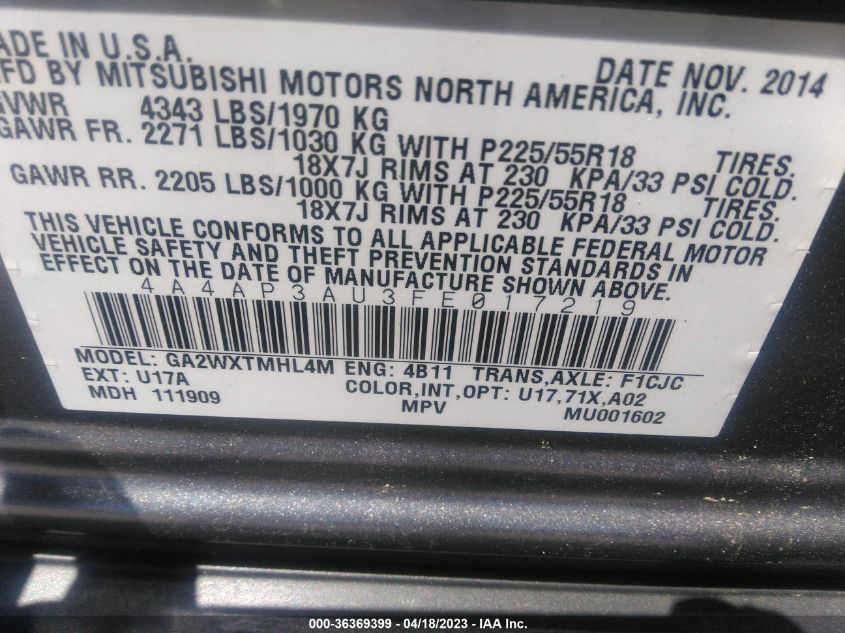 ADE IN U.S.A. DATE NOV. 2014
MFD BY MITSUBISHI MOTORS NORTH AMERICA, INC.
GVWR 4343 LBS/1970 KG
GAWR FR. 2271 LBS/1030 KG WITH P225/55R18 TIRES.
18X7J RIMS AT 230 KPA/33 PSI COLD.
GAWR RR. 2205 LBS/1000 KG WITH P225/55R18 TIRES.
18X7J RIMS AT 230 KPA/33 PSI COLD.
THIS VEHICLE CONFORMS TO ALL APPLICABLE FEDERAL MOTOR
VEHICLE SAFETY AND THEFT PREVENTION STANDARDS IN
EFFECT ON THE DATE OF MANUFACTURE SHOWN ABOVE.
4A4AP3AU3FE017219
MODEL: GA2WXTMHL4M ENG: 4B11 TRANS,AXLE: F1CJC
EXT: U17A COLOR,INT,OPT: U17,71X,A02
MDH 111909 MPV MU001602
000-36369399 - 04/18/2023 - IAA Inc.